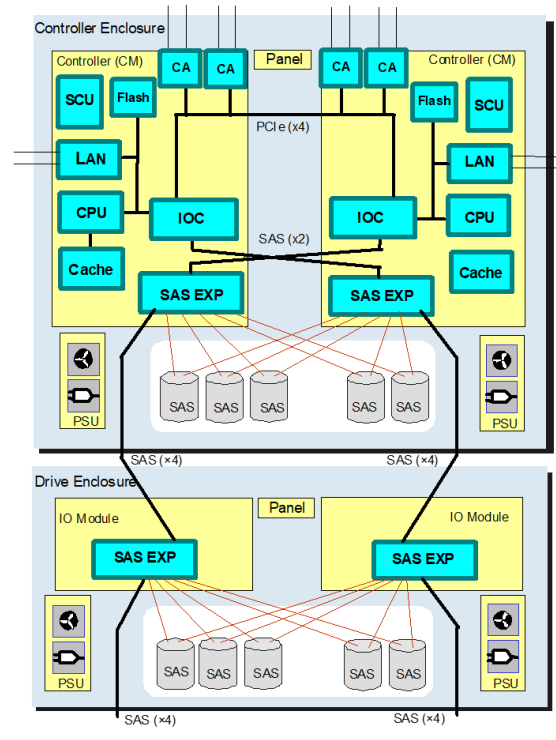 Controller Enclosure
Controller (CM)
CA
CA
Panel
CA
CA
Controller (CM)
SCU
Flash
Flash
SCU
PCIe (x4)
LAN
LAN
CPU
IOC
IOC
CPU
SAS (x2)
Cache
Cache
SAS EXP
SAS EXP
SAS
SAS
SAS
SAS
SAS
PSU
PSU
SAS (×4)
SAS (×4)
Drive Enclosure
Panel
IO Module
IO Module
SAS EXP
SAS EXP
SAS
SAS
SAS
SAS
SAS
PSU
PSU
SAS (×4)
SAS (×4)